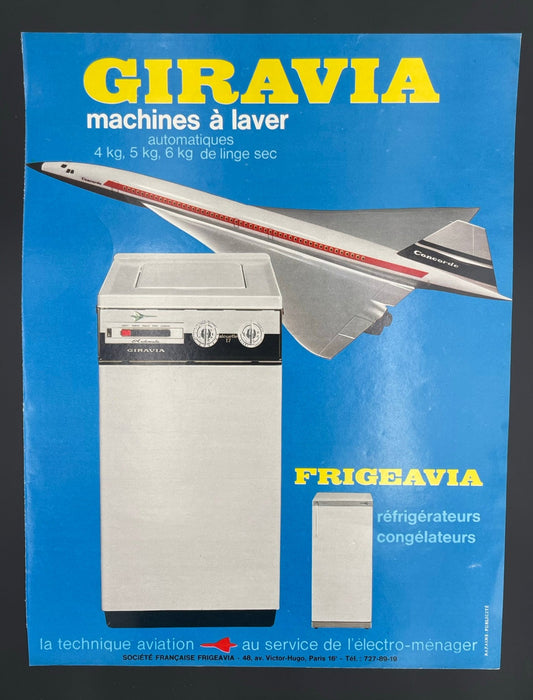 GIRAVIA
machines à laver
automatiques
4 kg, 5 kg, 6 kg de linge sec
Concorde
Concorde
GIRAVIA
FRIGEAVIA
réfrigérateurs
congélateurs
la technique aviation au service de l'électro-ménager
SOCIÉTÉ FRANÇAISE FRIGEAVIA - 48, av. Victor-Hugo, Paris 16e - Tél. : 727-89-19